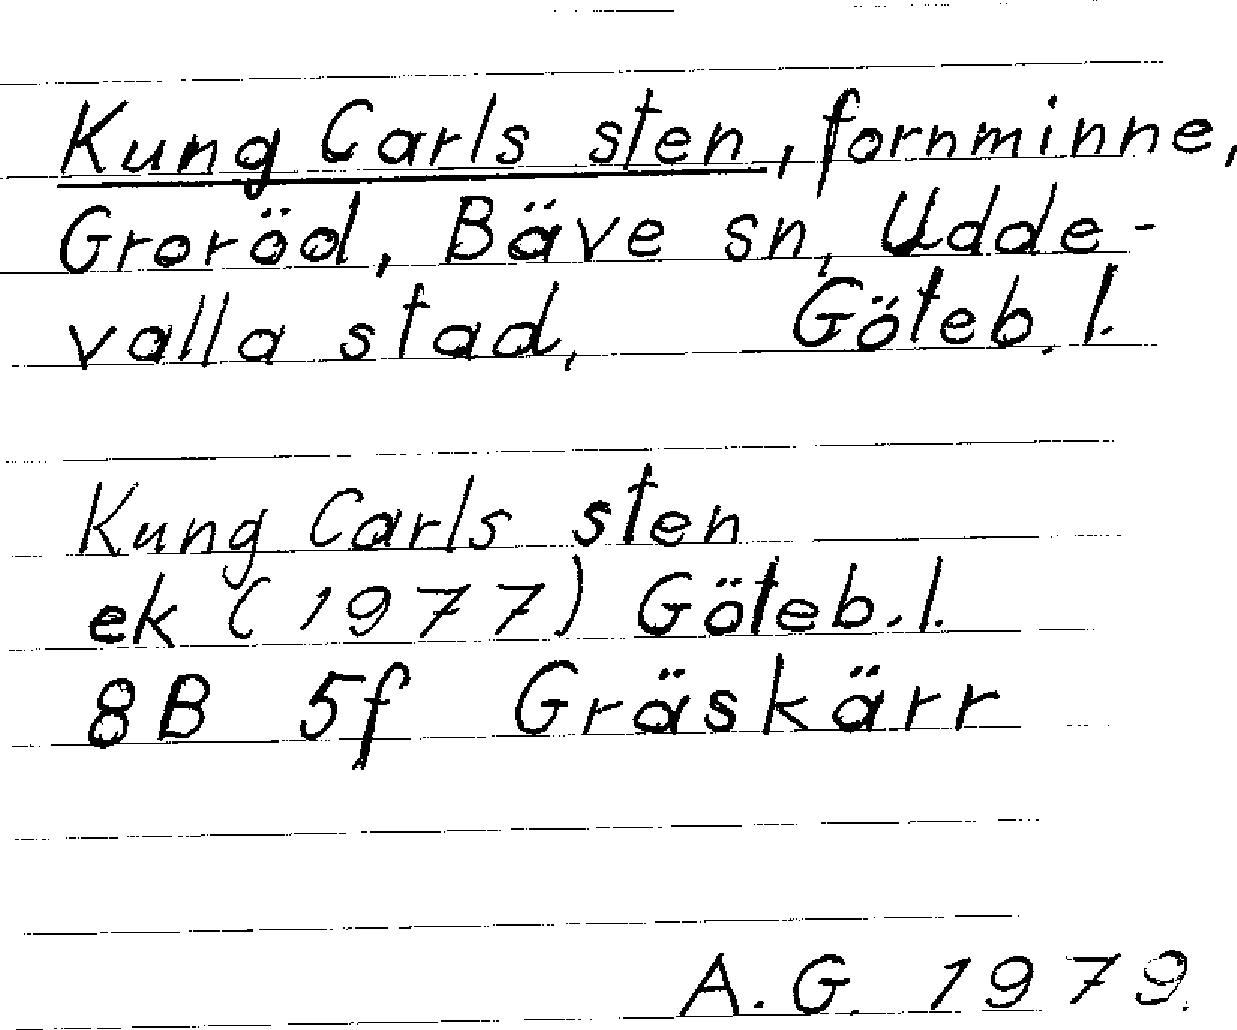 Kung Carls sten, fornminne,
Groröd, Bäve sn, Udde-
valla stad, Göteb. l.
Kung Carls sten
ek (1977) Göteb. l.
8B 5f Gräskärr
A. G. 1979.